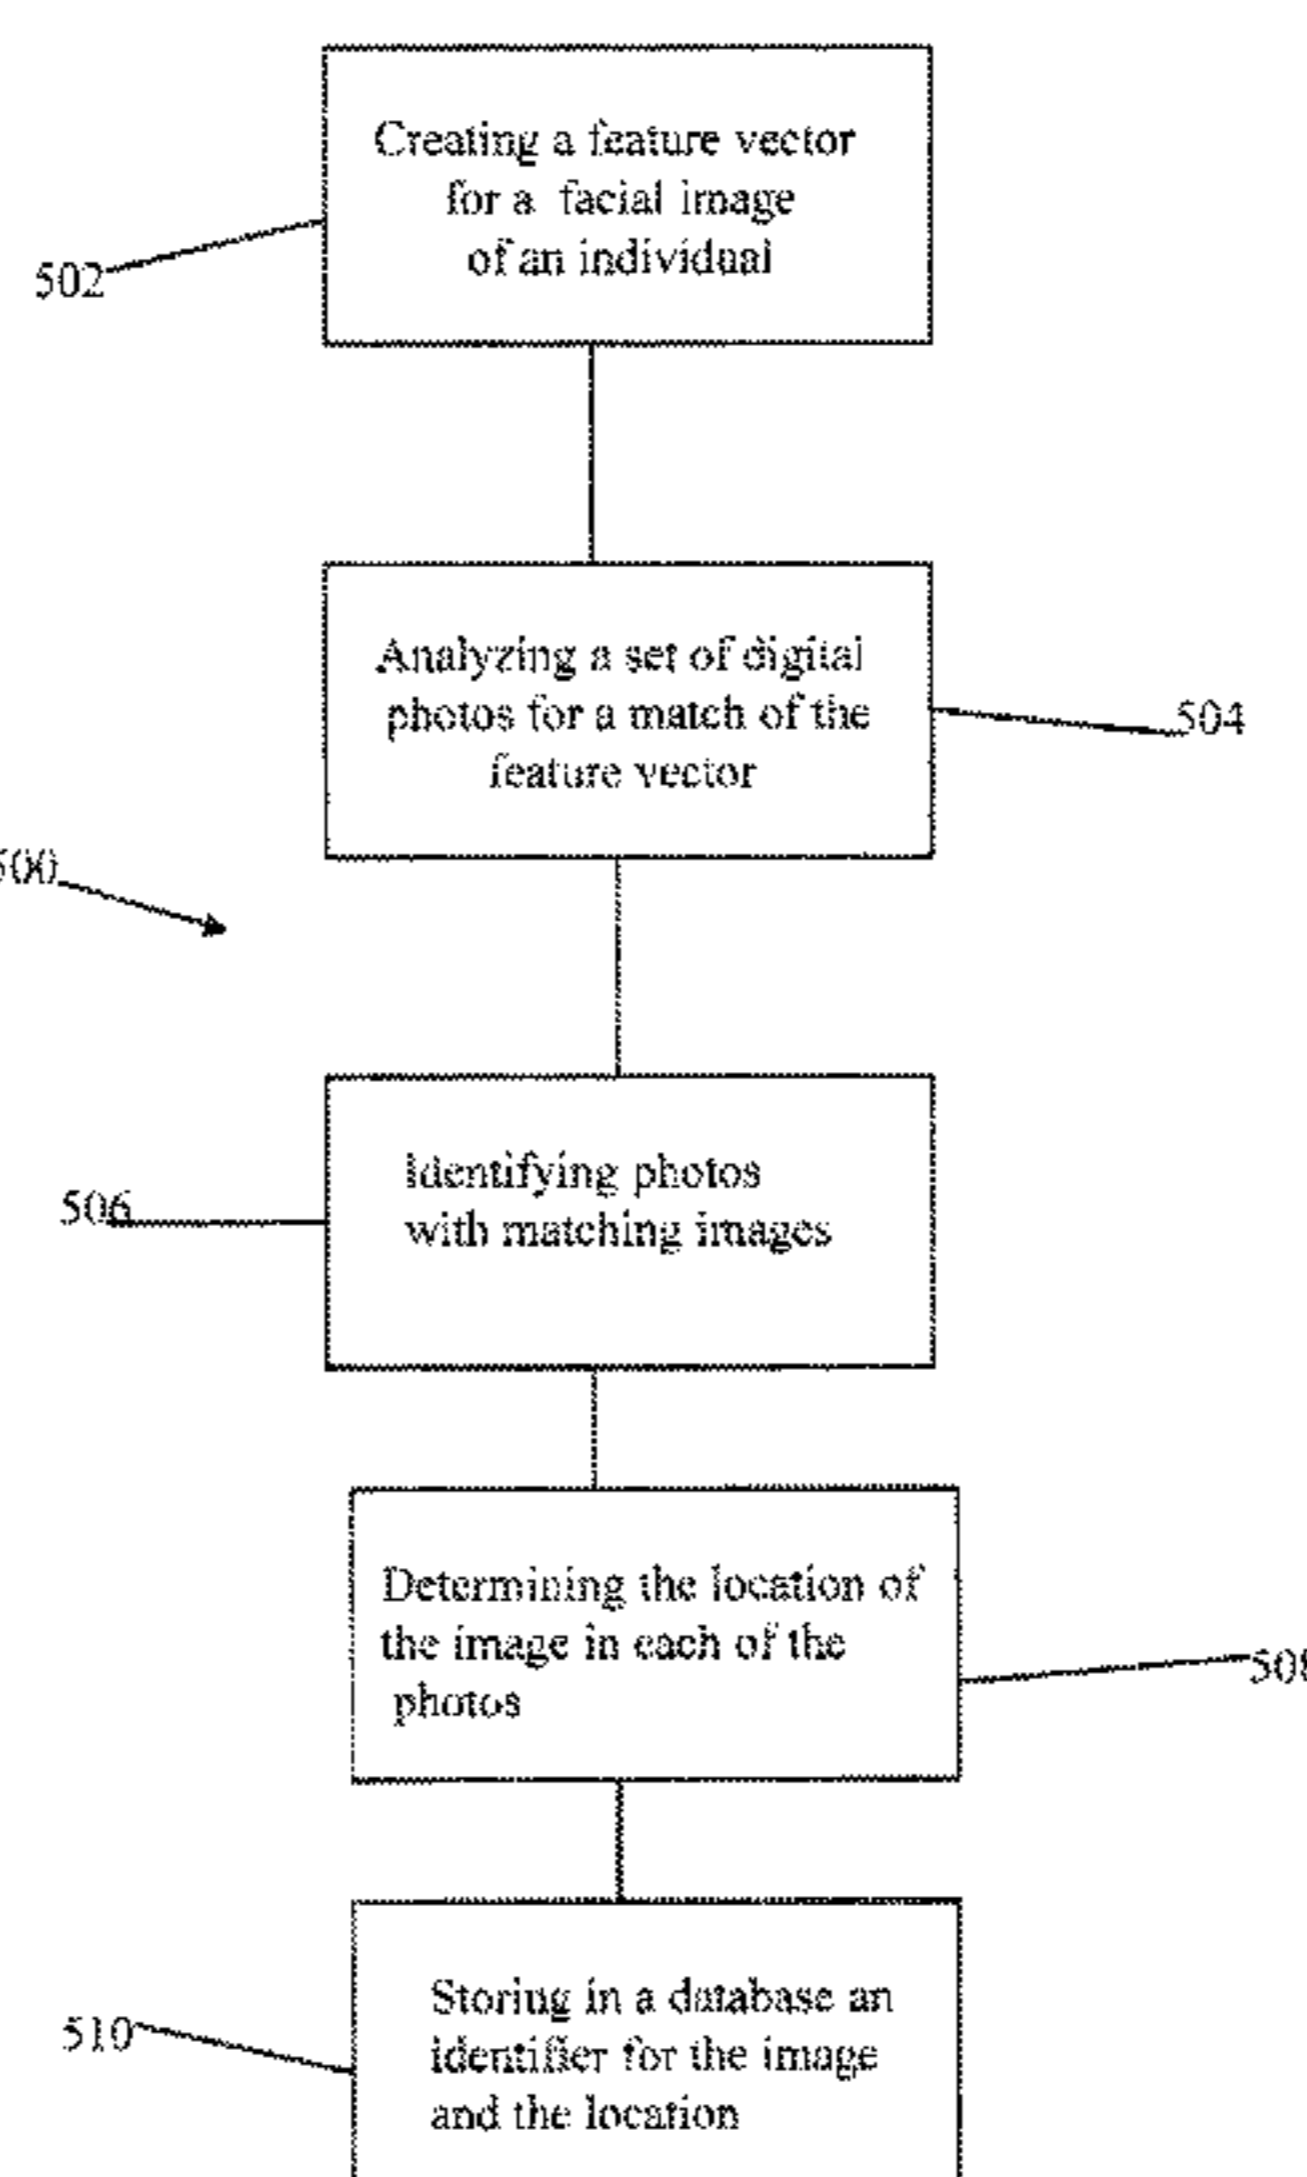 Creating a feature vector
for a facial image
of an individual
502
Analyzing a set of digital
photos for a match of the
feature vector
504
500
Identifying photos
with matching images
506
Determining the location of
the image in each of the
photos
508
Storing in a database an
identifier for the image
and the location
510